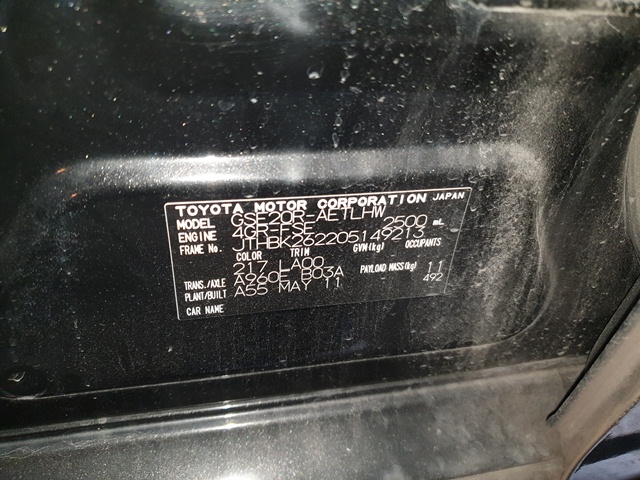 TOYOTA MOTOR CORPORATION JAPAN
MODEL GSE20R-AETLHW
ENGINE 4GR-FSE 2500 mL
FRAME No. JTHBK262205149213
COLOR TRIM GVM(kg) OCCUPANTS
217 LA00
TRANS./AXLE A960E B03A PAYLOAD MASS(kg) 11
PLANT/BUILT A55 MAY 11 492
CAR NAME